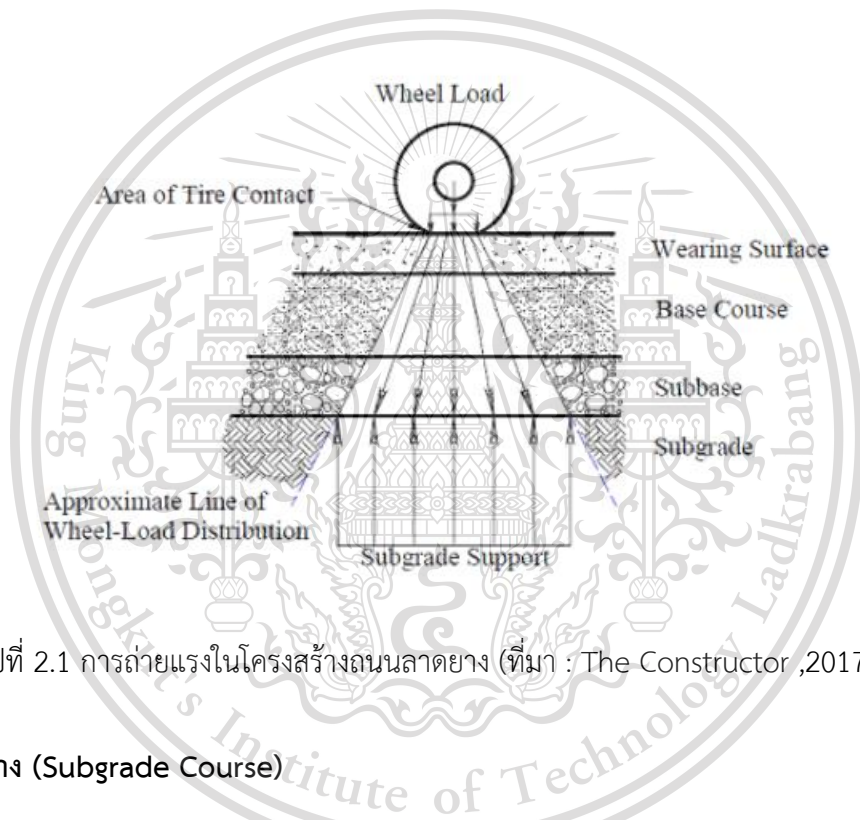 Wheel Load
Area of Tire Contact
Wearing Surface
Base Course
Subbase
Subgrade
Approximate Line of
Wheel-Load Distribution
Subgrade Support
King Mongkut's Institute of Technology Ladkrabang
ปที่ 2.1 การถ่ายแรงในโครงสร้างถนนลาดยาง (ที่มา : The Constructor ,2017
าง (Subgrade Course)